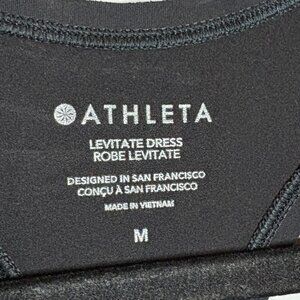 ATHLETA
LEVITATE DRESS
ROBE LEVITATE
DESIGNED IN SAN FRANCISCO
CONÇU À SAN FRANCISCO
MADE IN VIETNAM
M